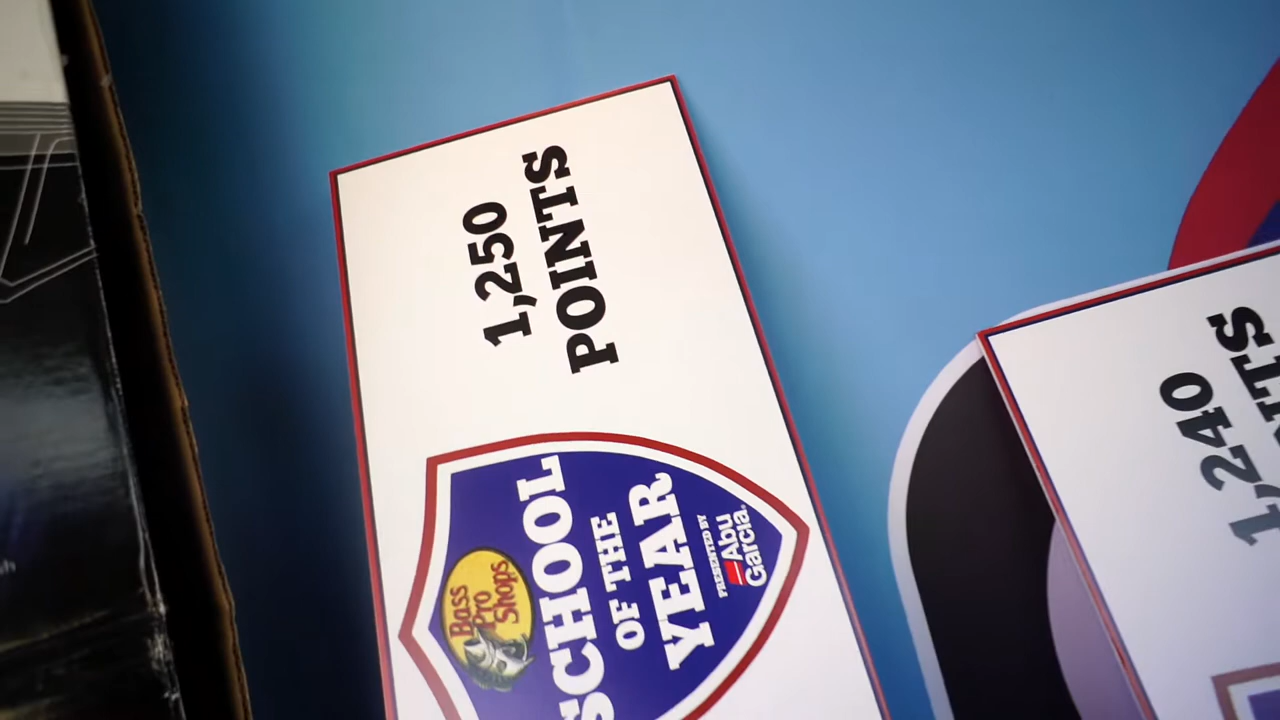 1,250
POINTS
Bass
Pro
Shops
SCHOOL
OF THE
YEAR
PRESENTED BY
Abu
Garcia
1,240